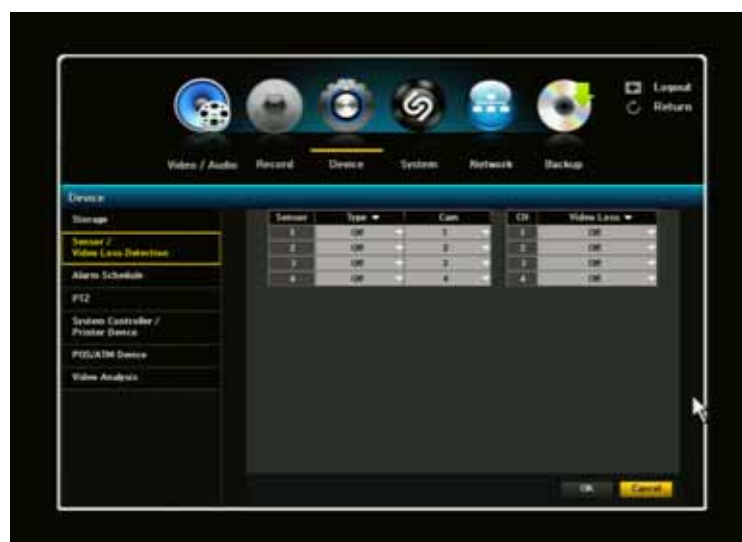 Logout
Return
Video / Audio Record Device System Network Backup
Device
Storage
Sensor /
Video Loss Detection
Alarm Schedule
PTZ
System Controller /
Printer Device
POS/ATM Device
Video Analysis
Sensor Type Cam CH Video Loss
1 Off 1 1 Off
2 Off 2 2 Off
3 Off 3 3 Off
4 Off 4 4 Off
OK Cancel